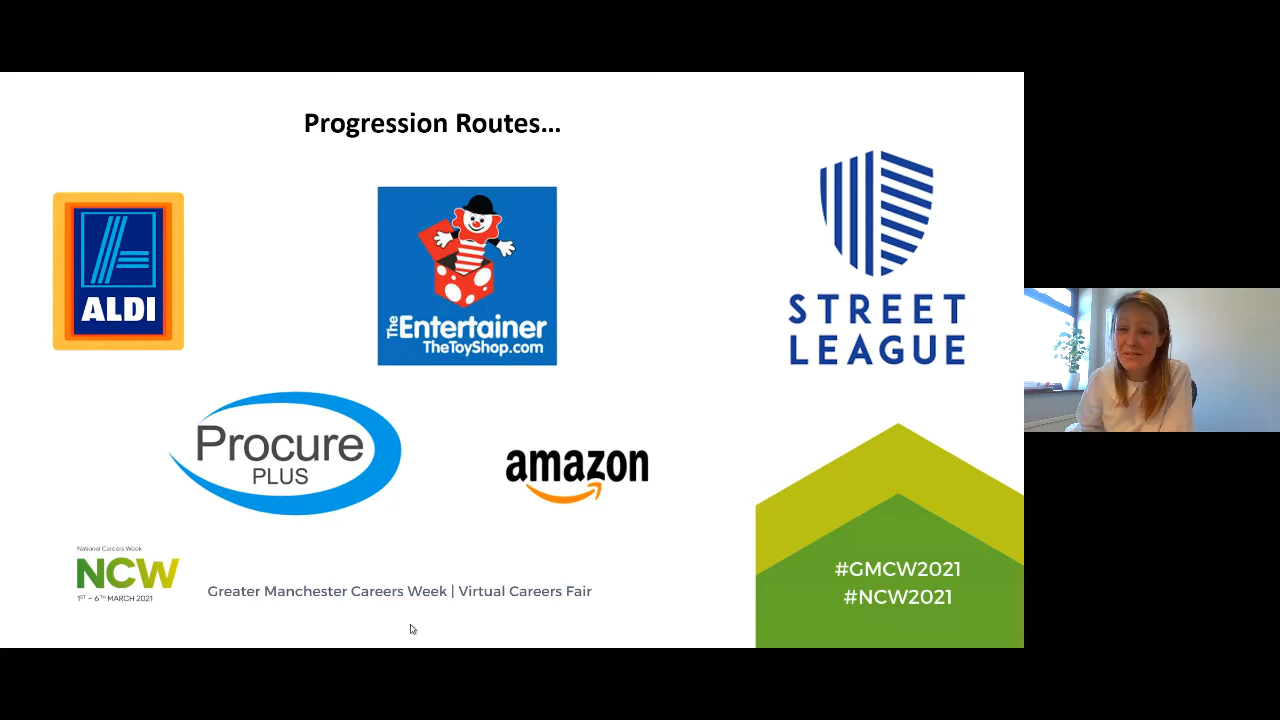 Progression Routes...
ALDI
The Entertainer
TheToyShop.com
STREET
LEAGUE
Procure
PLUS
amazon
National Careers Week
NCW
1ST – 6TH MARCH 2021
Greater Manchester Careers Week | Virtual Careers Fair
#GMCW2021
#NCW2021